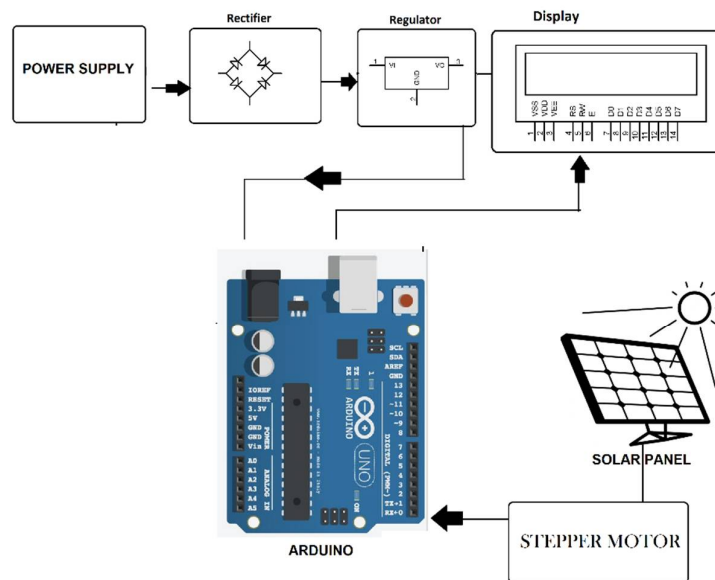 Rectifier
Regulator
Display
POWER SUPPLY
1 VI VO 3
GND
2
VSS VDD VEE RS RW E D0 D1 D2 D3 D4 D5 D6 D7
1 2 3 4 5 6 7 8 9 10 11 12 13 14
SCL
SDA
AREF
GND
13
12
~11
~10
~9
8
7
6
5
4
3
2
TX→1
RX←0
DIGITAL (PWM~)
IOREF
RESET
3.3V
5V
GND
GND
Vin
POWER
A0
A1
A2
A3
A4
A5
ANALOG IN
TX
RX
ARDUINO
UNO
ON
SOLAR PANEL
STEPPER MOTOR
ARDUINO